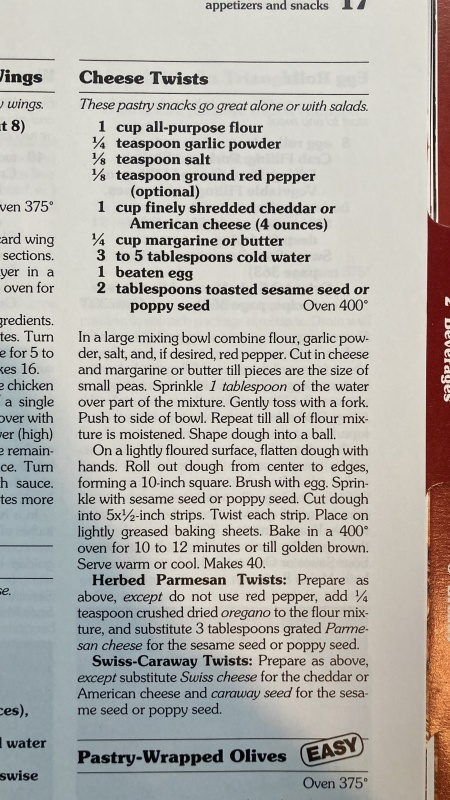 appetizers and snacks 17
Wings
wings.
t 8)
ven 375°
ard wing
sections.
yer in a
oven for
gredients.
tes. Turn
e for 5 to
kes 16.
e chicken
f a single
over with
ver (high)
e remain-
ce. Turn
h sauce.
tes more
se.
ces),
l water
swise
Cheese Twists
These pastry snacks go great alone or with salads.
1 cup all-purpose flour
¼ teaspoon garlic powder
⅛ teaspoon salt
⅛ teaspoon ground red pepper
(optional)
1 cup finely shredded cheddar or
American cheese (4 ounces)
¼ cup margarine or butter
3 to 5 tablespoons cold water
1 beaten egg
2 tablespoons toasted sesame seed or
poppy seed Oven 400°
In a large mixing bowl combine flour, garlic pow-
der, salt, and, if desired, red pepper. Cut in cheese
and margarine or butter till pieces are the size of
small peas. Sprinkle 1 tablespoon of the water
over part of the mixture. Gently toss with a fork.
Push to side of bowl. Repeat till all of flour mix-
ture is moistened. Shape dough into a ball.
On a lightly floured surface, flatten dough with
hands. Roll out dough from center to edges,
forming a 10-inch square. Brush with egg. Sprin-
kle with sesame seed or poppy seed. Cut dough
into 5x½-inch strips. Twist each strip. Place on
lightly greased baking sheets. Bake in a 400°
oven for 10 to 12 minutes or till golden brown.
Serve warm or cool. Makes 40.
Herbed Parmesan Twists: Prepare as
above, except do not use red pepper, add ¼
teaspoon crushed dried oregano to the flour mix-
ture, and substitute 3 tablespoons grated Parme-
san cheese for the sesame seed or poppy seed.
Swiss-Caraway Twists: Prepare as above,
except substitute Swiss cheese for the cheddar or
American cheese and caraway seed for the sesa-
me seed or poppy seed.
Pastry-Wrapped Olives EASY
Oven 375°
2 Beverages